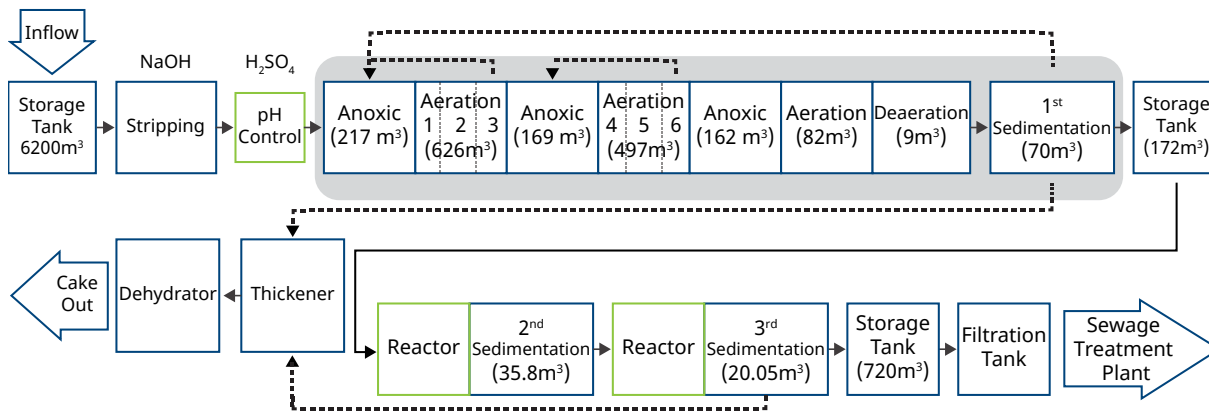 Inflow
NaOH
H₂SO₄
Storage
Tank
6200m³
Stripping
pH
Control
Anoxic
(217 m³)
Aeration
1 2 3
(626m³)
Anoxic
(169 m³)
Aeration
4 5 6
(497m³)
Anoxic
(162 m³)
Aeration
(82m³)
Deaeration
(9m³)
1st
Sedimentation
(70m³)
Storage
Tank
(172m³)
Cake
Out
Dehydrator
Thickener
Reactor
2nd
Sedimentation
(35.8m³)
Reactor
3rd
Sedimentation
(20.05m³)
Storage
Tank
(720m³)
Filtration
Tank
Sewage
Treatment
Plant